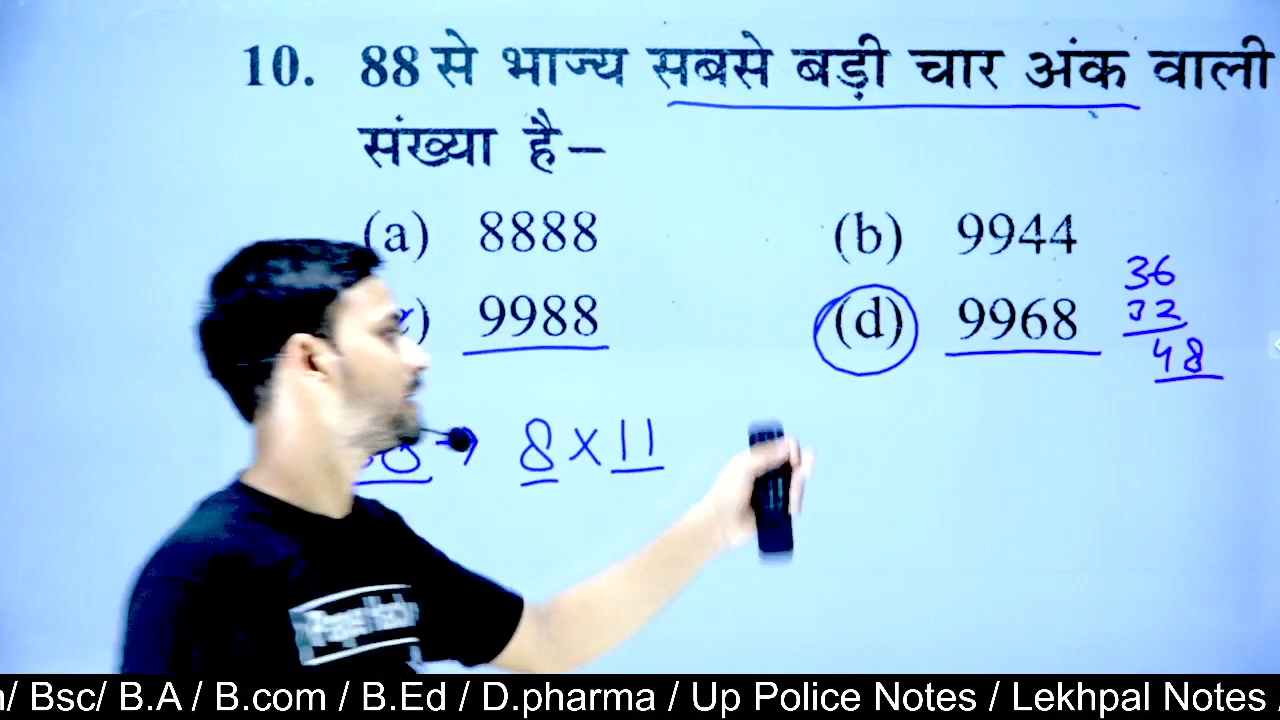 10. 88 से भाज्य सबसे बड़ी चार अंक वाली
संख्या है–
(a) 8888 (b) 9944
9988 (d) 9968
36
32
48
8 × 11
/ Bsc/ B.A / B.com / B.Ed / D.pharma / Up Police Notes / Lekhpal Notes